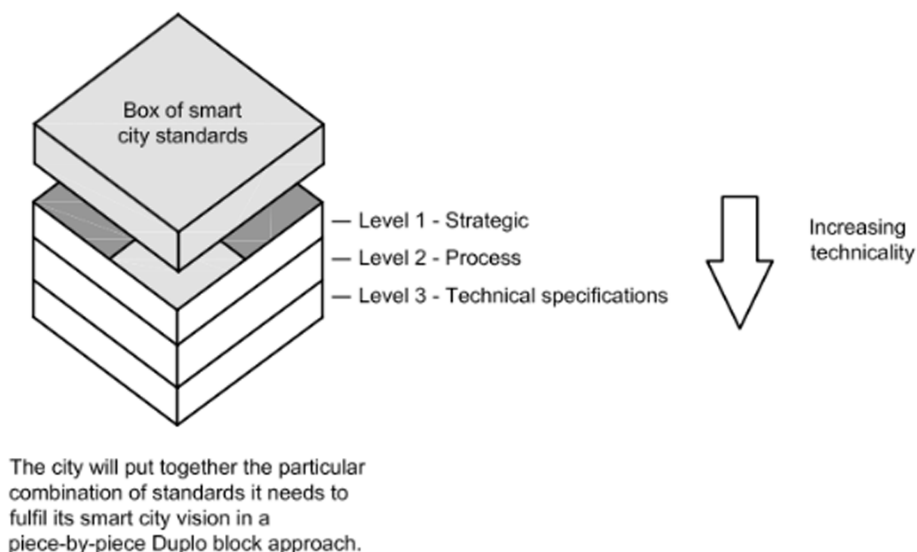 Box of smart
city standards
— Level 1 - Strategic
— Level 2 - Process
— Level 3 - Technical specifications
Increasing
technicality
The city will put together the particular
combination of standards it needs to
fulfil its smart city vision in a
piece-by-piece Duplo block approach.